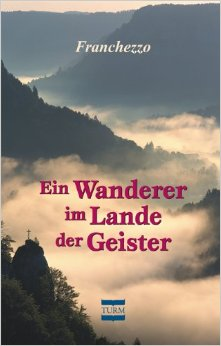 Franchezzo
Ein Wanderer
im Lande
der Geister
TURM